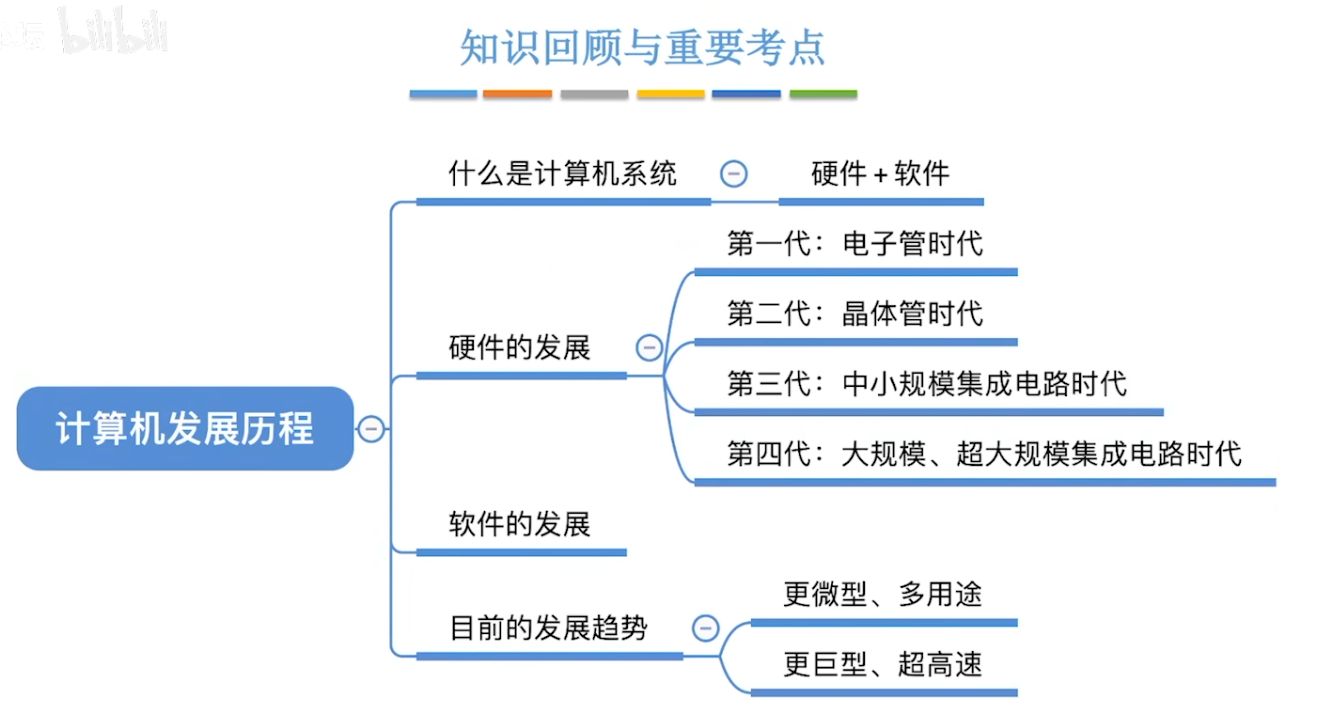 bilibili
知识回顾与重要考点
什么是计算机系统
硬件 + 软件
硬件的发展
第一代：电子管时代
第二代：晶体管时代
第三代：中小规模集成电路时代
第四代：大规模、超大规模集成电路时代
计算机发展历程
软件的发展
目前的发展趋势
更微型、多用途
更巨型、超高速